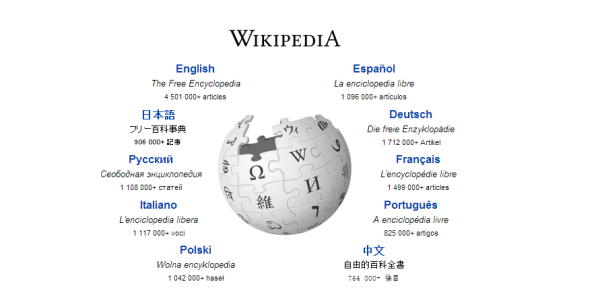 WIKIPEDIA
English
The Free Encyclopedia
4 501 000+ articles
Español
La enciclopedia libre
1 096 000+ artículos
日本語
フリー百科事典
906 000+ 記事
Deutsch
Die freie Enzyklopädie
1 712 000+ Artikel
Русский
Свободная энциклопедия
1 108 000+ статей
Français
L'encyclopédie libre
1 499 000+ articles
Italiano
L'enciclopedia libera
1 117 000+ voci
Português
A enciclopédia livre
825 000+ artigos
Polski
Wolna encyklopedia
1 042 000+ haseł
中文
自由的百科全書
764 000+ 條目
Ω
W
И
維
ウィ